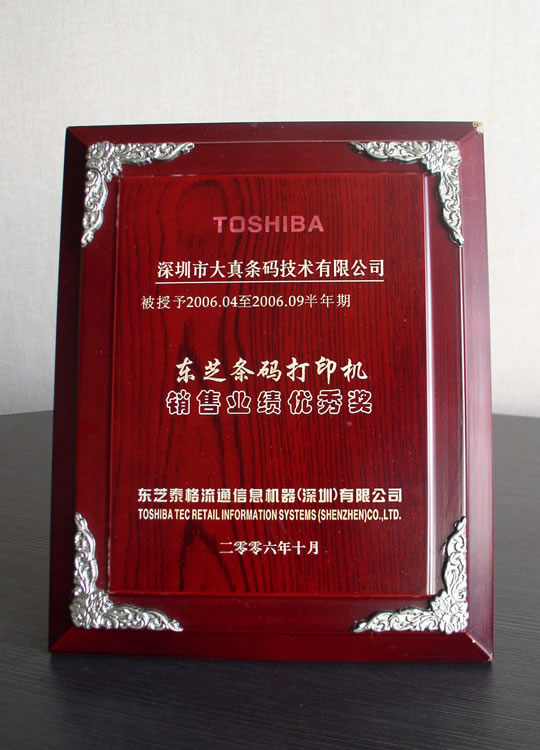 TOSHIBA
深圳市大真条码技术有限公司
被授予2006.04至2006.09半年期
东芝条码打印机
销售业绩优秀奖
东芝泰格流通信息机器(深圳)有限公司
TOSHIBA TEC RETAIL INFORMATION SYSTEMS (SHENZHEN)CO.,LTD.
二零零六年十月